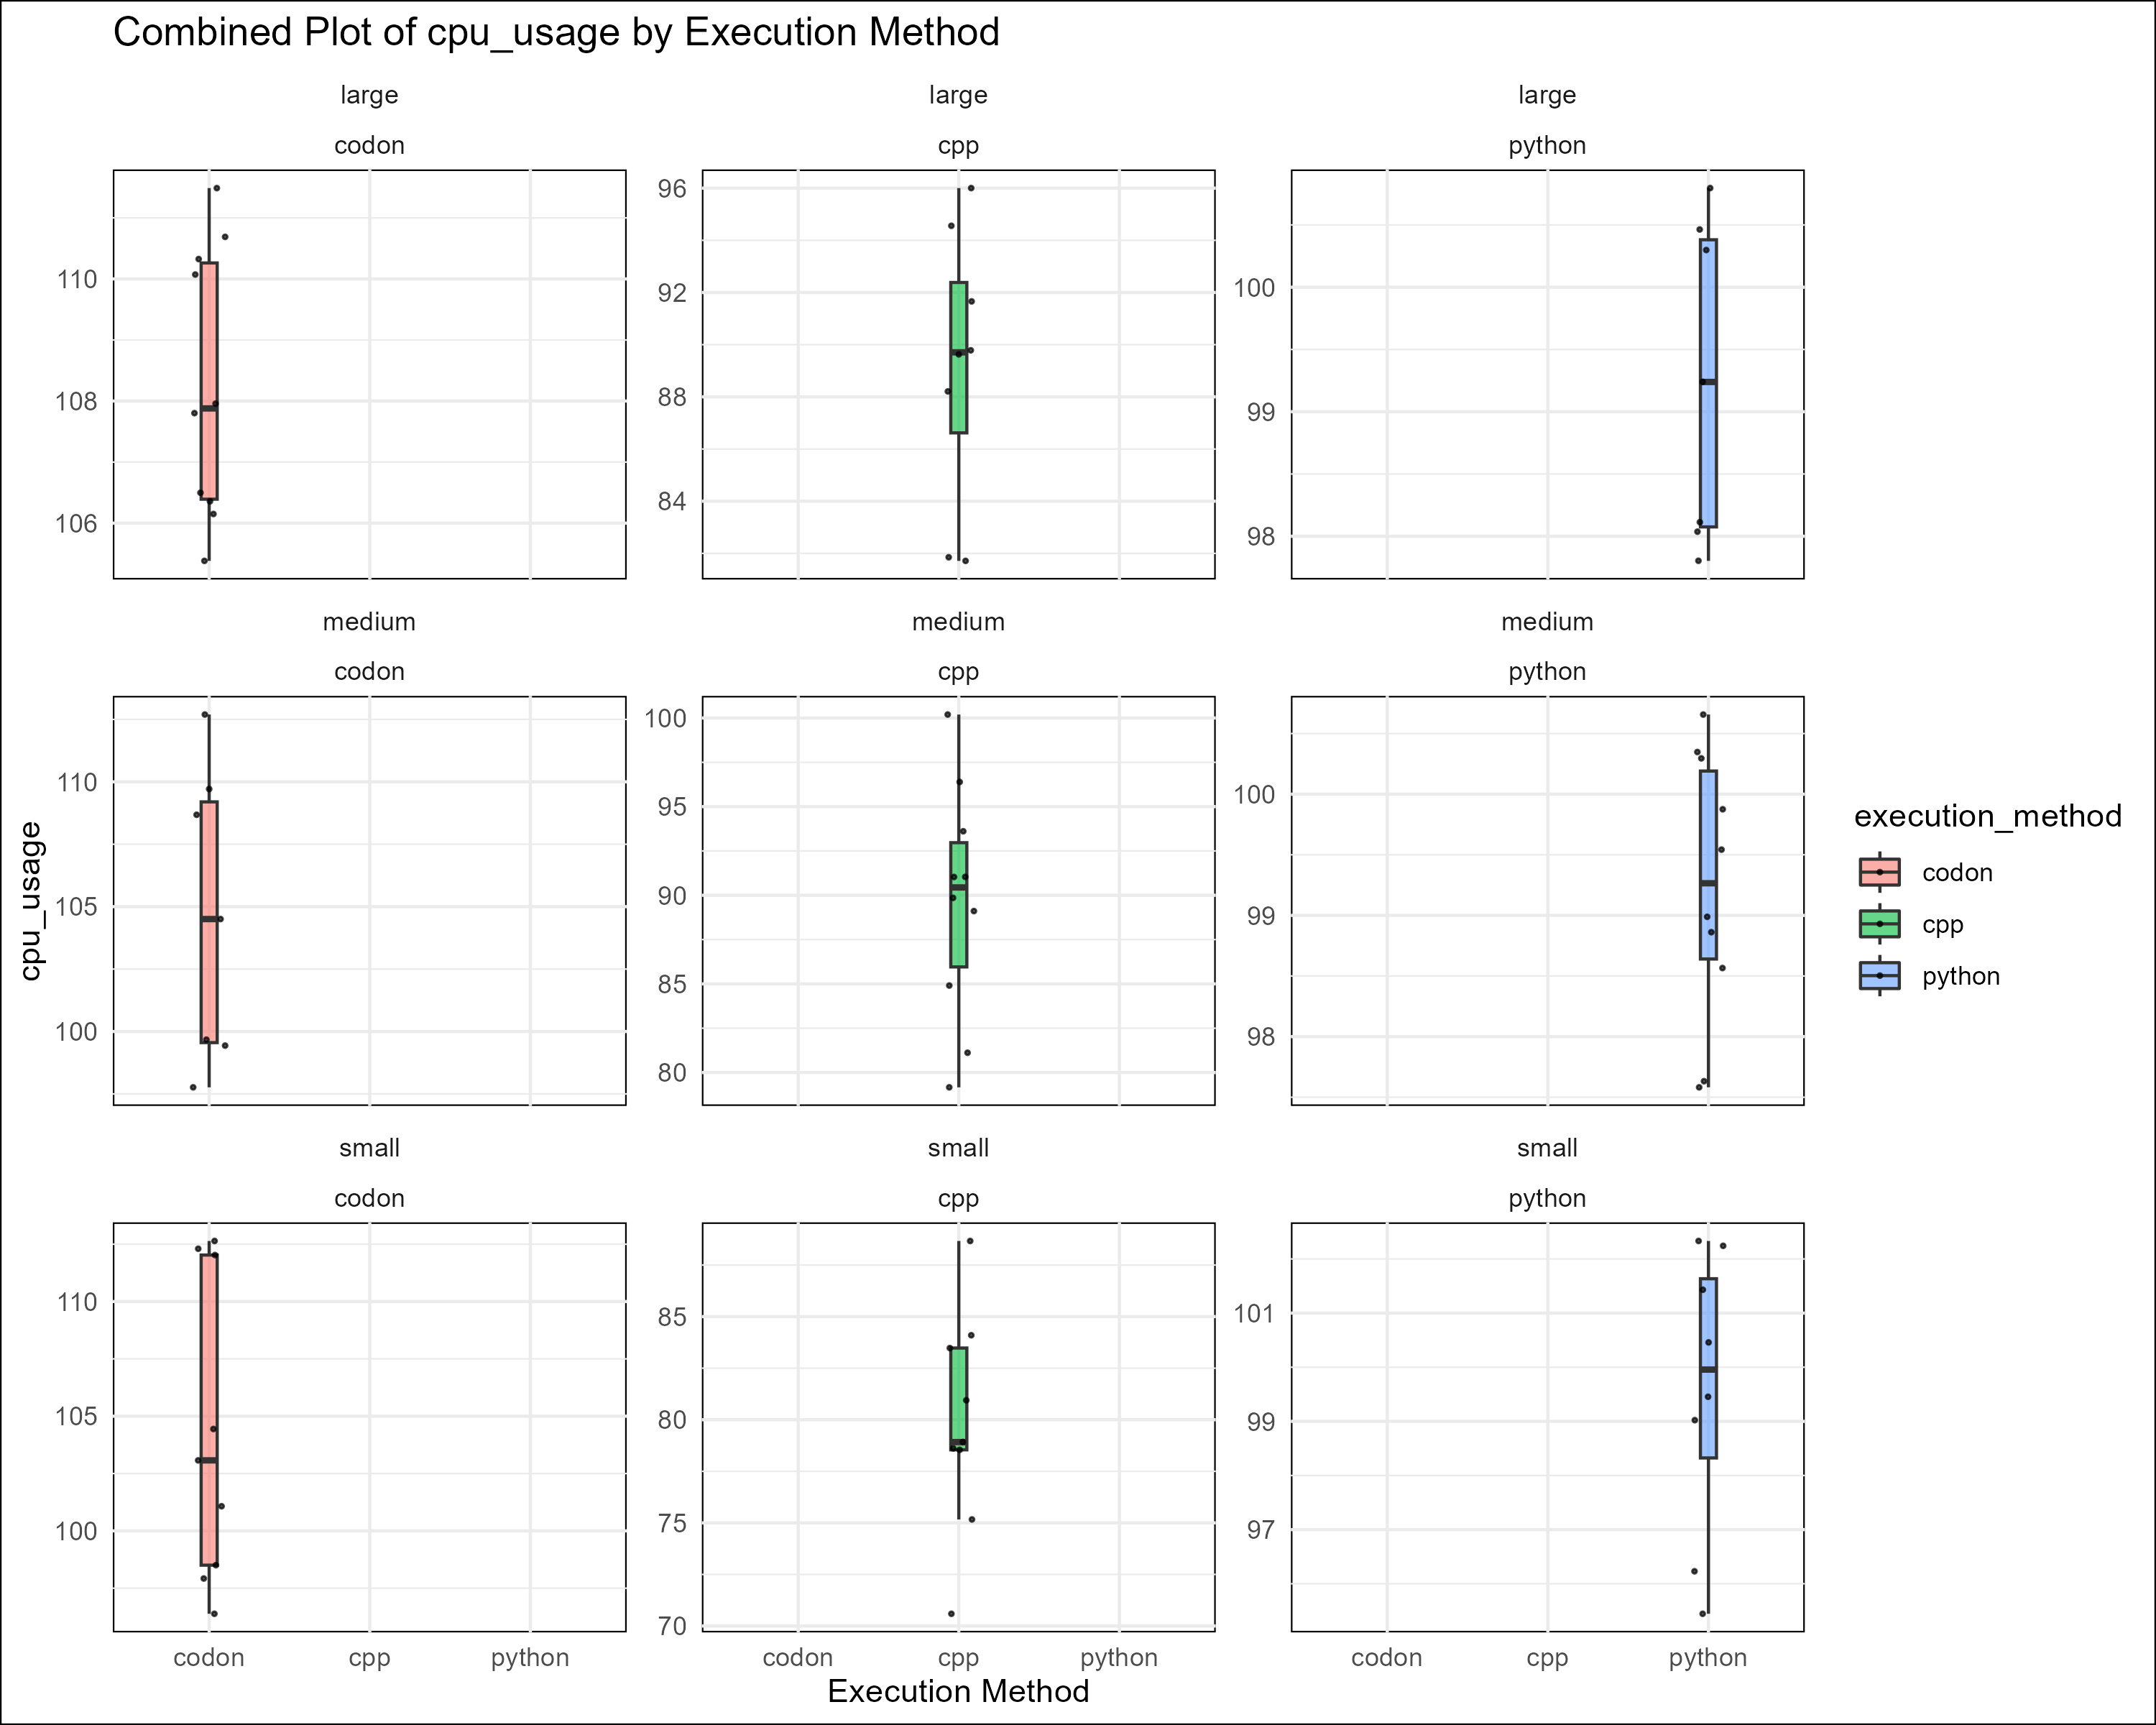 Combined Plot of cpu_usage by Execution Method
large large large
codon cpp python
110
108
106
96
92
88
84
100
99
98
medium medium medium
codon cpp python
110
105
100
100
95
90
85
80
100
99
98
small small small
codon cpp python
110
105
100
85
80
75
70
101
99
97
codon cpp python codon cpp python codon cpp python
Execution Method
cpu_usage
execution_method
codon
cpp
python